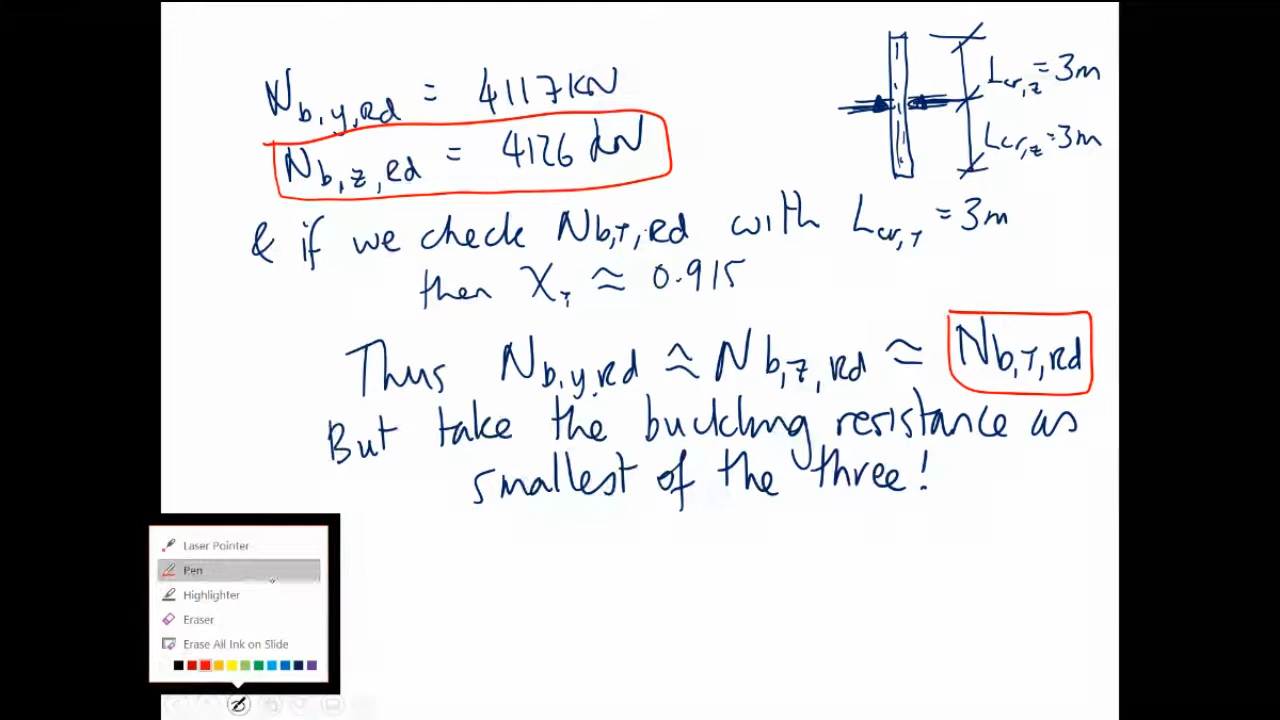 N b,y,Rd = 4117 kN
N b,z,Rd = 4126 kN
Lcr,z = 3m
Lcr,z = 3m
& if we check Nb,T,Rd with Lcr,T = 3m
then χT ≈ 0.915
Thus N b,y,Rd ≈ N b,z,Rd ≈ N b,T,Rd
But take the buckling resistance as
smallest of the three!
Laser Pointer
Pen
Highlighter
Eraser
Erase All Ink on Slide